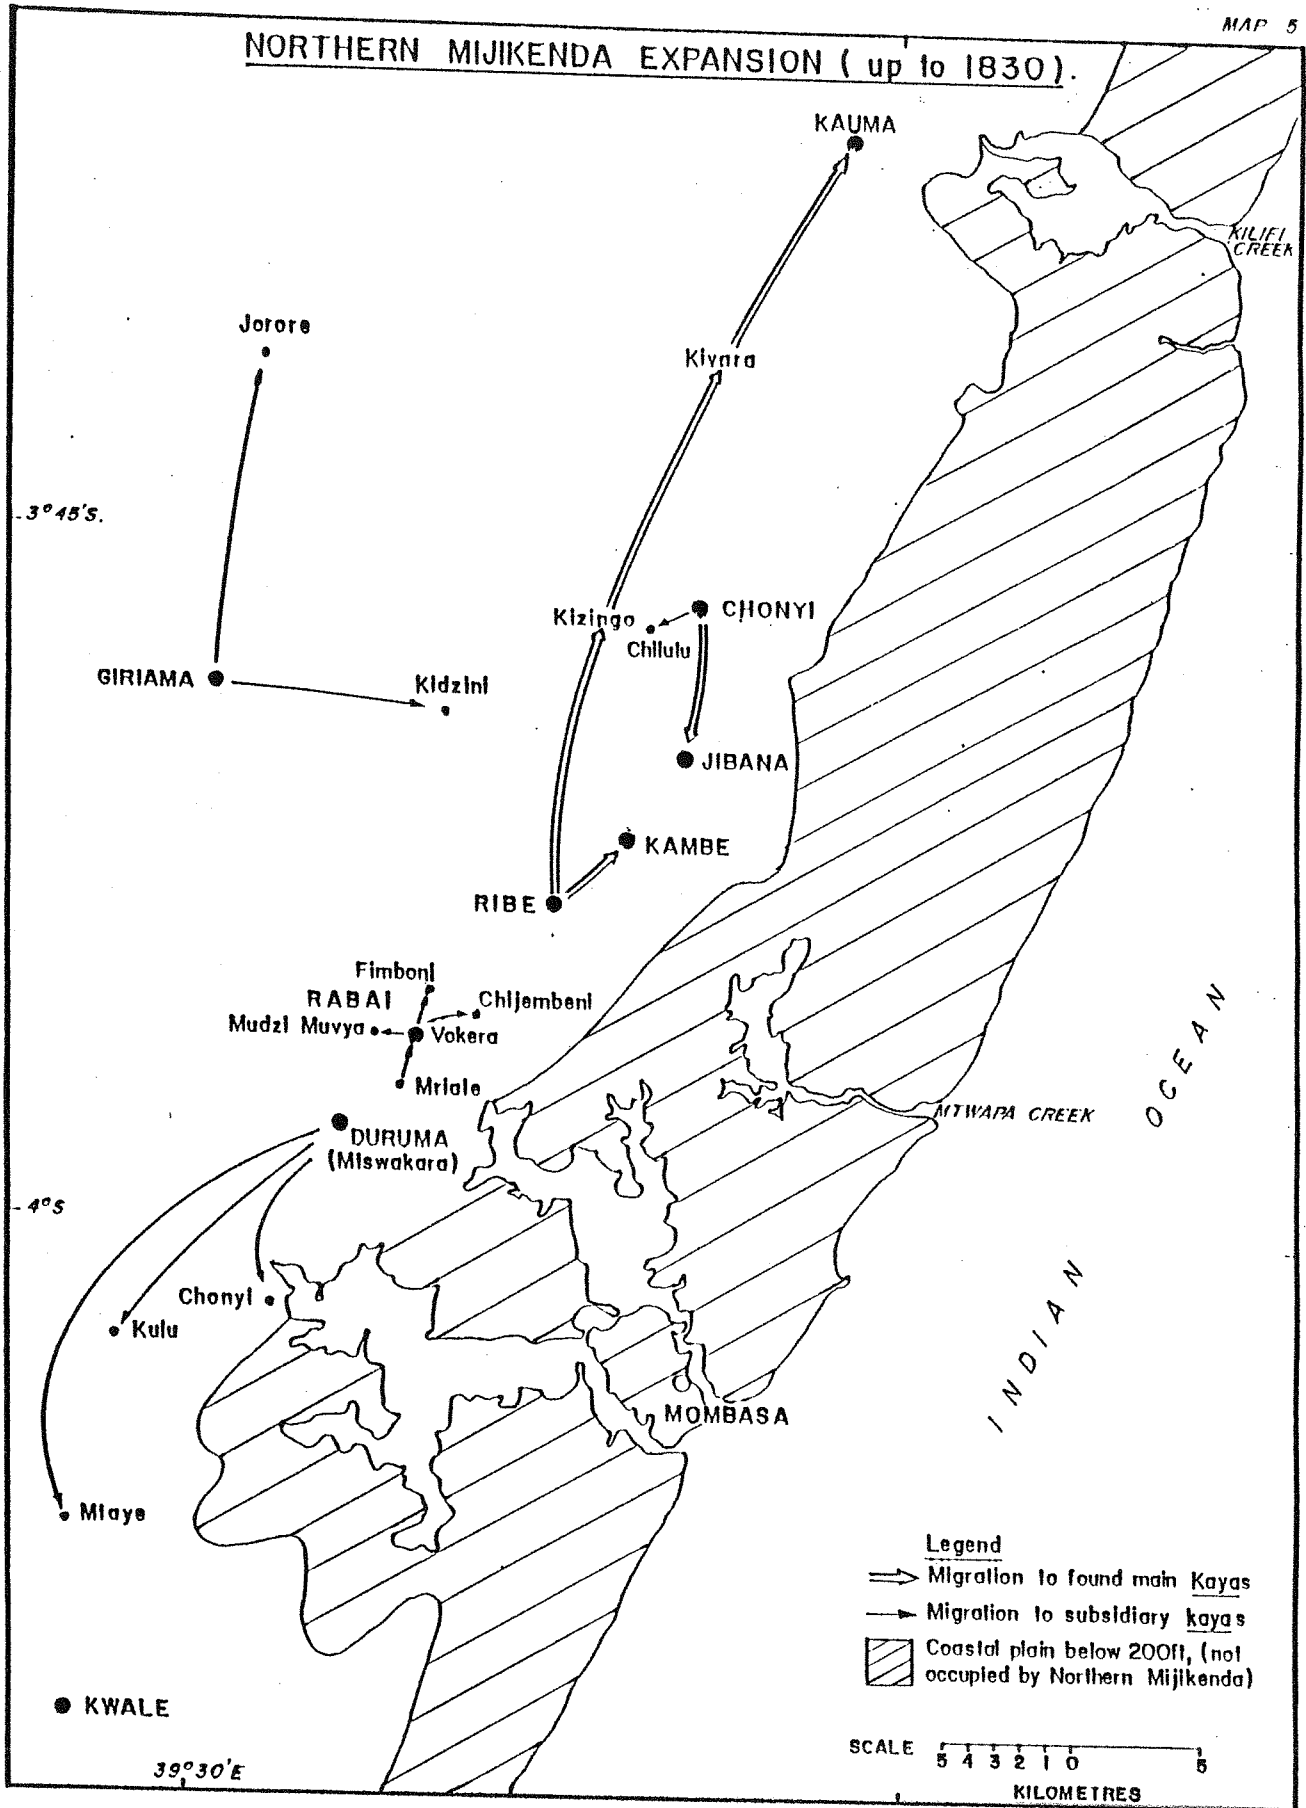 MAP 5
NORTHERN MIJIKENDA EXPANSION ( up to 1830).
KAUMA
KILIFI
CREEK
Jorore
Kivara
3°45'S.
Kizingo
CHONYI
Chilulu
GIRIAMA
Kidzini
JIBANA
KAMBE
RIBE
Fimboni
RABAI
Chijembeni
Mudzi Muvya
Vokera
Mriale
MTWAPA CREEK
DURUMA
(Miswakara)
4°S
Chonyi
Kulu
INDIAN OCEAN
MOMBASA
Mtaye
Legend
Migration to found main Kayas
Migration to subsidiary kayas
Coastal plain below 200ft, (not
occupied by Northern Mijikenda)
KWALE
SCALE
5 4 3 2 1 0 5
KILOMETRES
39°30'E